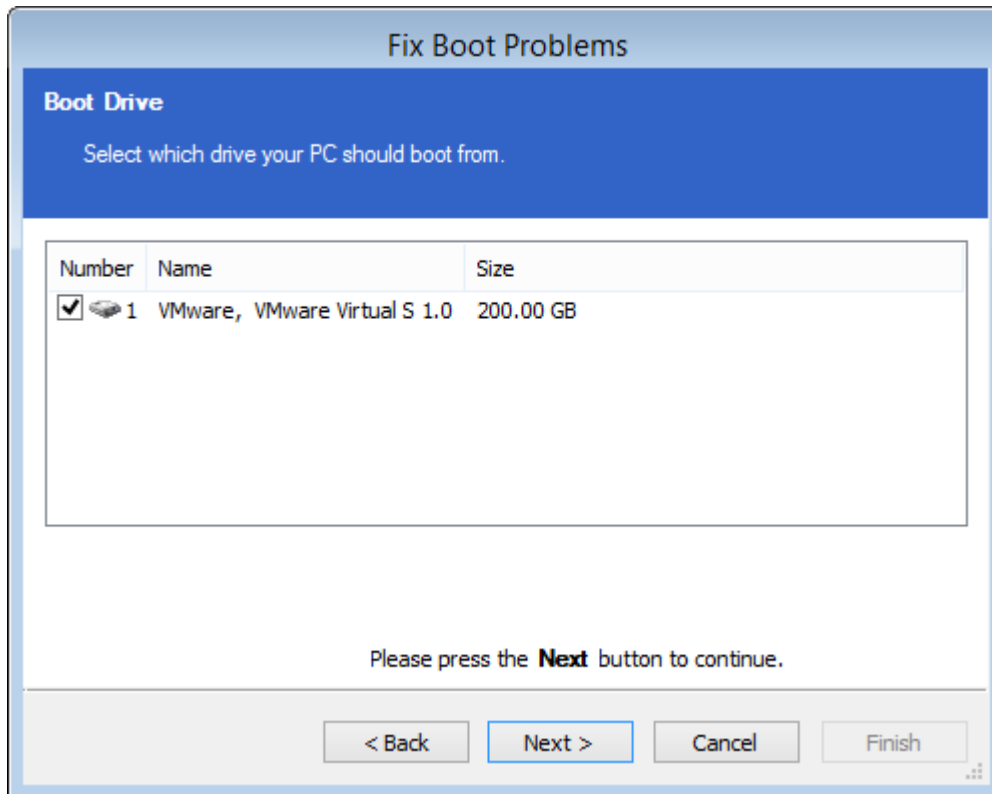 Fix Boot Problems
Boot Drive
Select which drive your PC should boot from.
Number Name Size
1 VMware, VMware Virtual S 1.0 200.00 GB
Please press the Next button to continue.
< Back Next > Cancel Finish